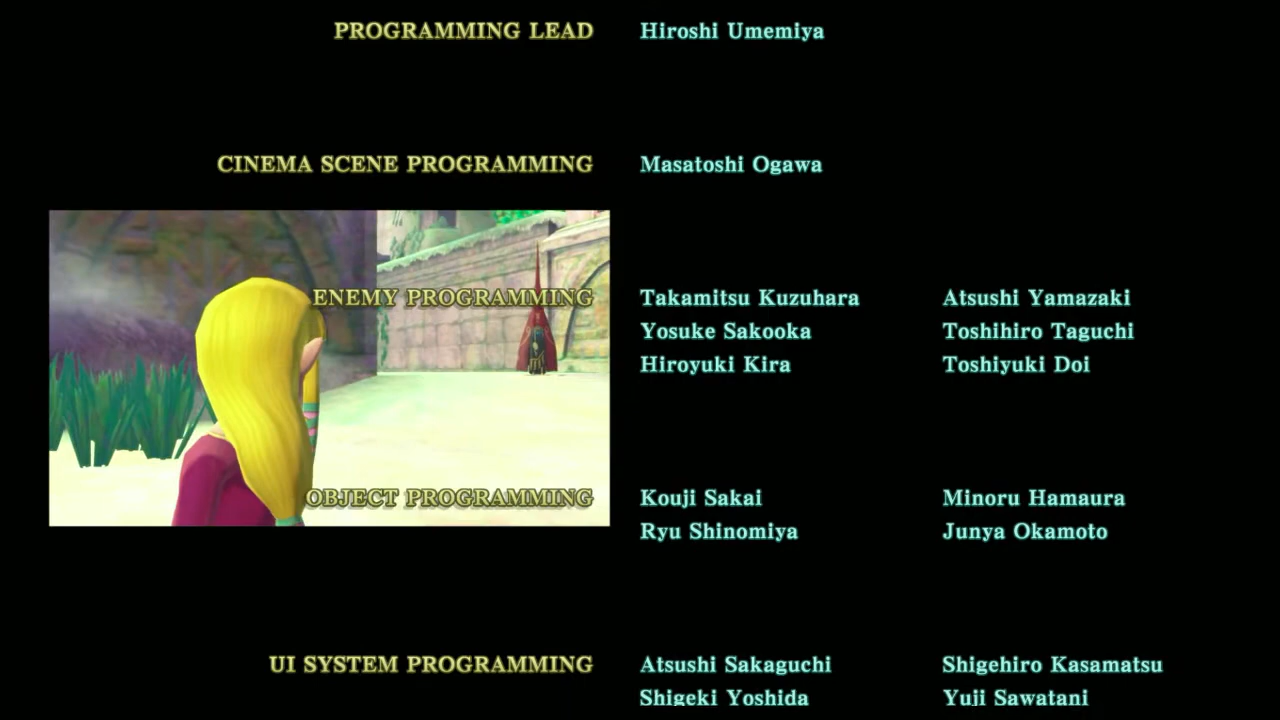 PROGRAMMING LEAD Hiroshi Umemiya
CINEMA SCENE PROGRAMMING Masatoshi Ogawa
ENEMY PROGRAMMING Takamitsu Kuzuhara Atsushi Yamazaki
Yosuke Sakooka Toshihiro Taguchi
Hiroyuki Kira Toshiyuki Doi
OBJECT PROGRAMMING Kouji Sakai Minoru Hamaura
Ryu Shinomiya Junya Okamoto
UI SYSTEM PROGRAMMING Atsushi Sakaguchi Shigehiro Kasamatsu
Shigeki Yoshida Yuji Sawatani